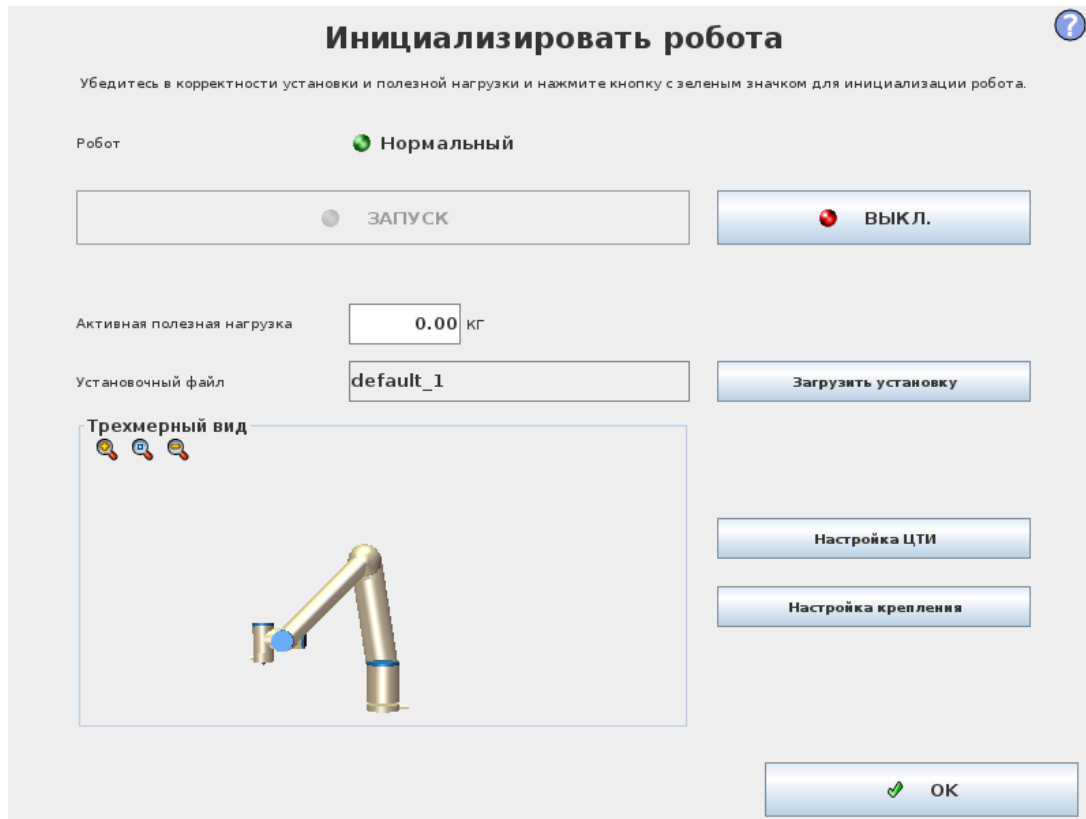 Инициализировать робота
?
Убедитесь в корректности установки и полезной нагрузки и нажмите кнопку с зеленым значком для инициализации робота.
Робот
Нормальный
ЗАПУСК
ВЫКЛ.
Активная полезная нагрузка
0.00 кг
Установочный файл
default_1
Загрузить установку
Трехмерный вид
Настройка ЦТИ
Настройка крепления
OK